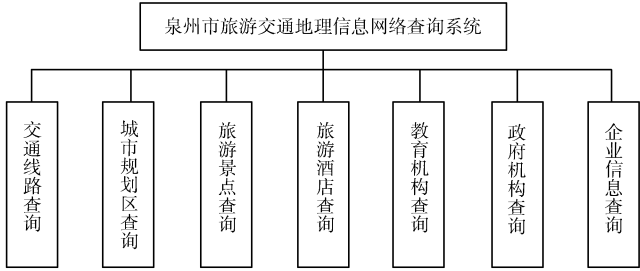 泉州市旅游交通地理信息网络查询系统
交通线路查询
城市规划区查询
旅游景点查询
旅游酒店查询
教育机构查询
政府机构查询
企业信息查询